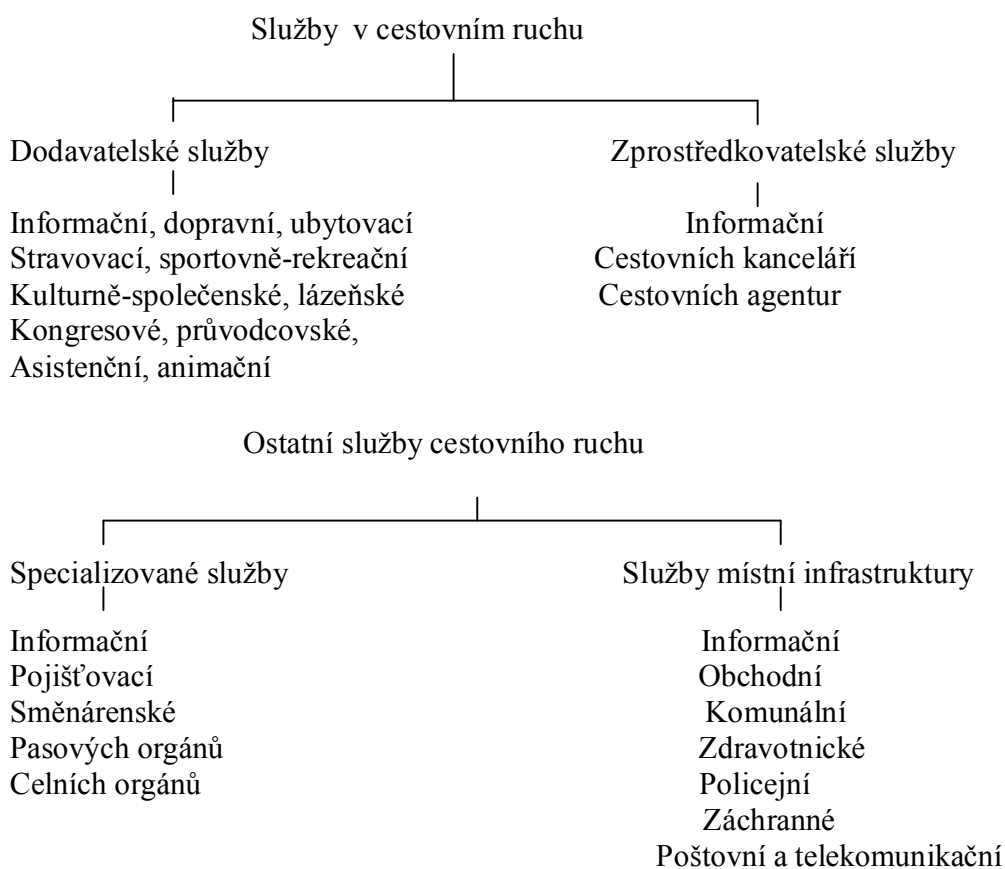 Služby v cestovním ruchu
Dodavatelské služby
Zprostředkovatelské služby
Informační, dopravní, ubytovací
Stravovací, sportovně-rekreační
Kulturně-společenské, lázeňské
Kongresové, průvodcovské,
Asistenční, animační
Informační
Cestovních kanceláří
Cestovních agentur
Ostatní služby cestovního ruchu
Specializované služby
Služby místní infrastruktury
Informační
Pojišťovací
Směnárenské
Pasových orgánů
Celních orgánů
Informační
Obchodní
Komunální
Zdravotnické
Policejní
Záchranné
Poštovní a telekomunikační